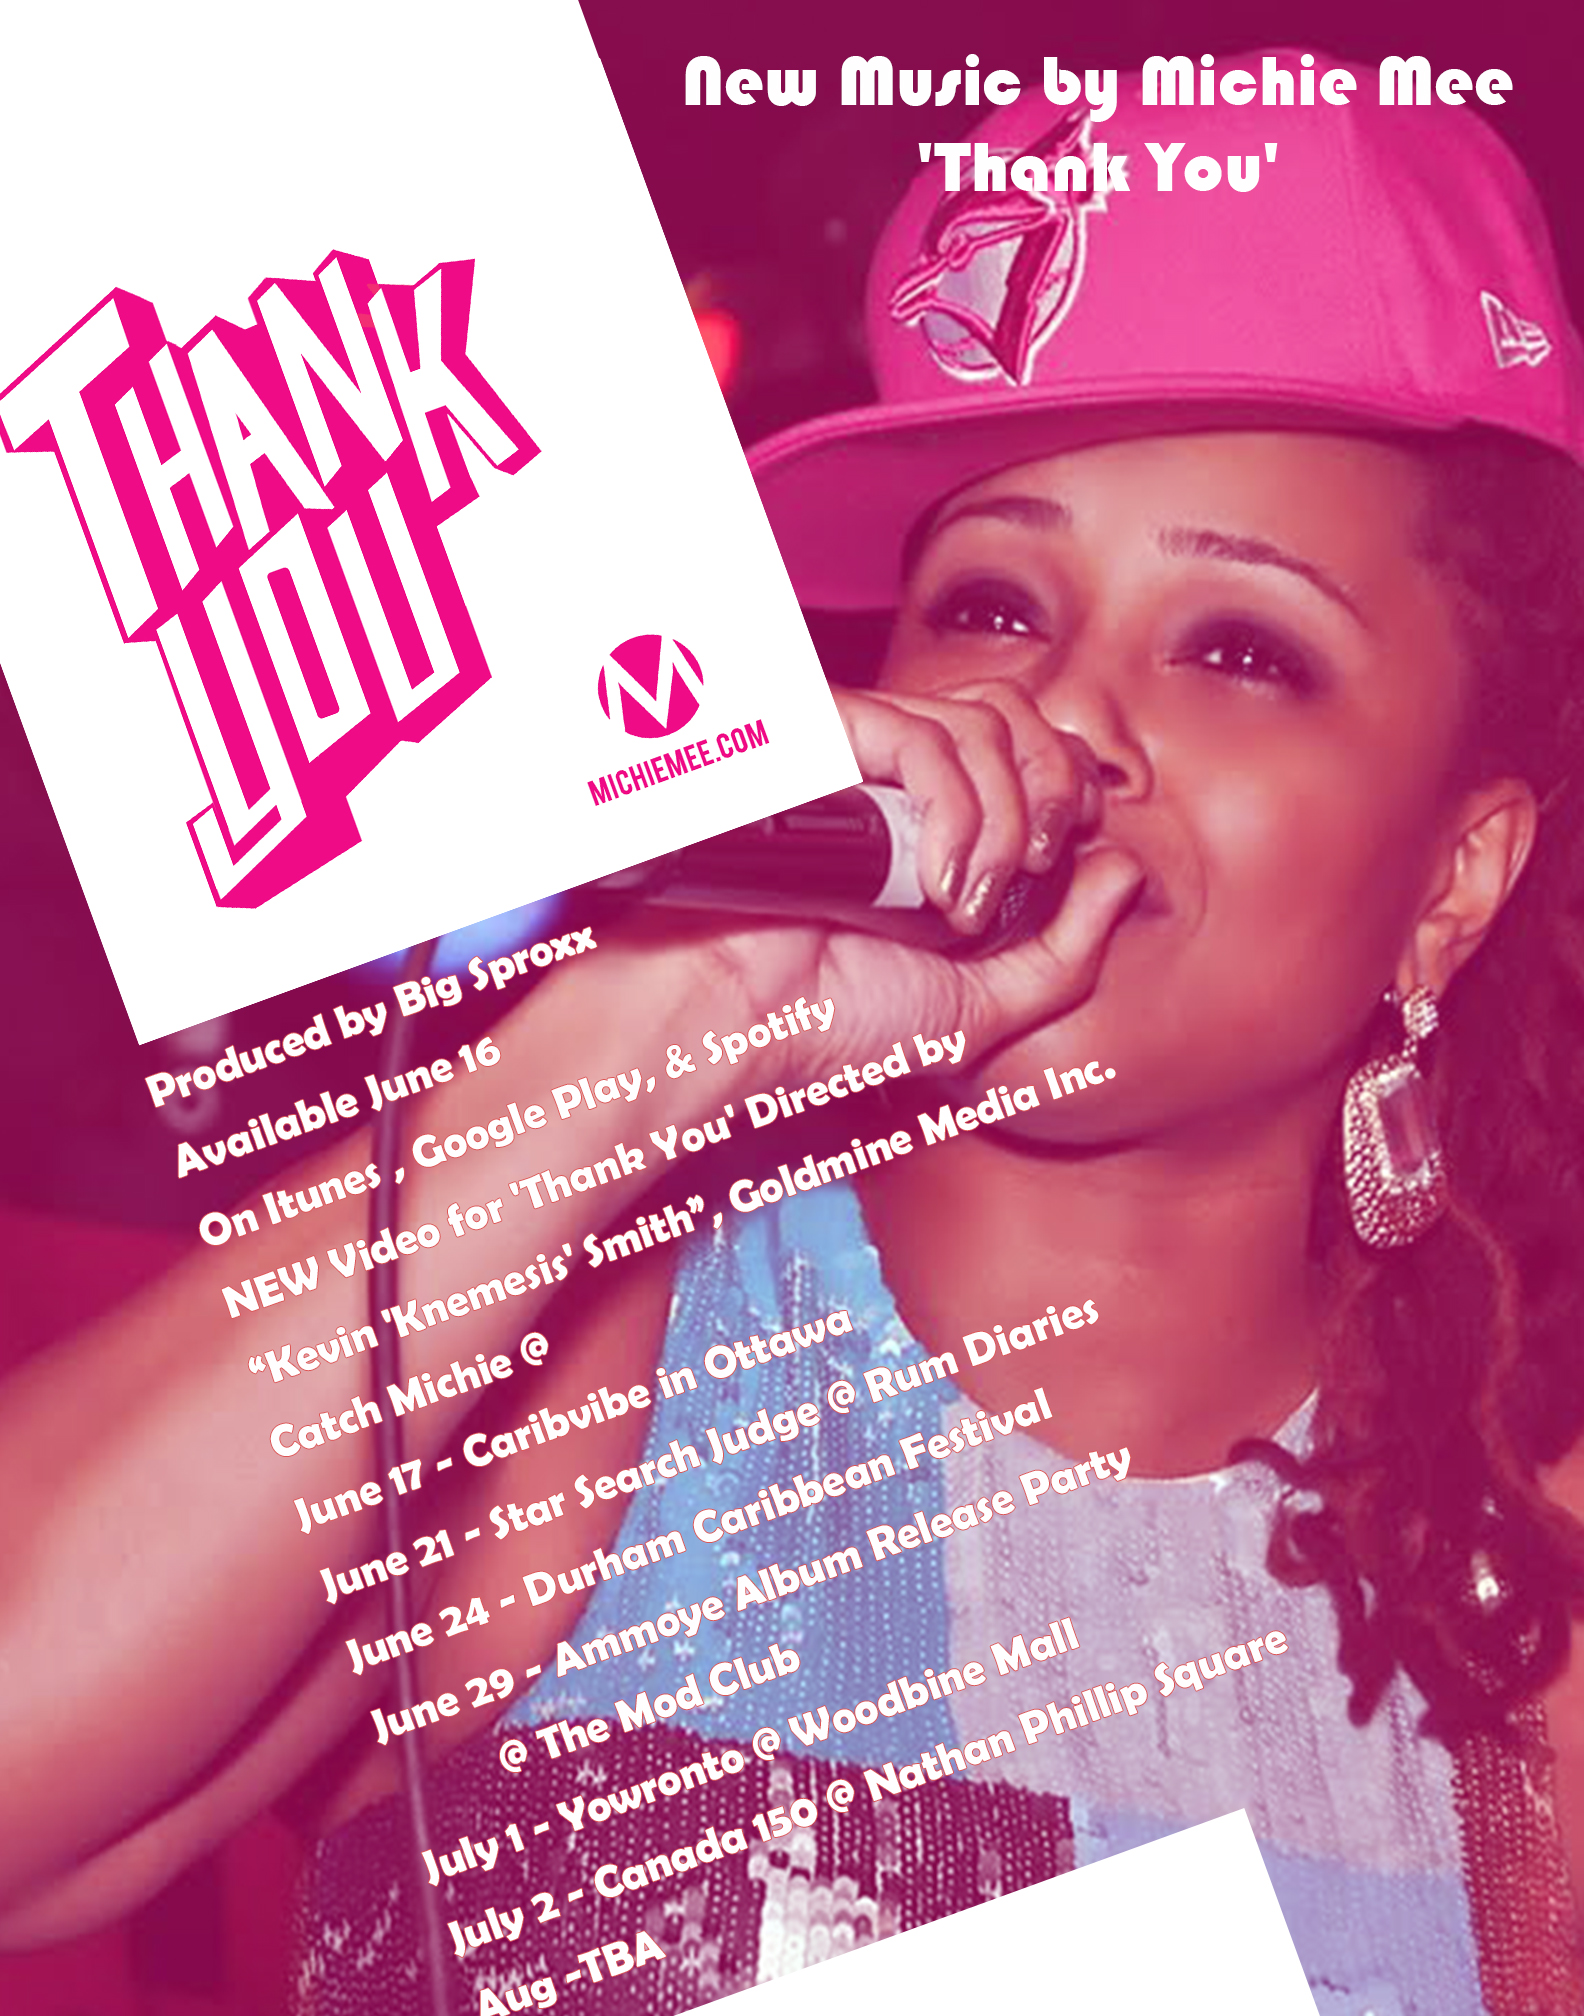 New Music by Michie Mee
'Thank You'
THANK
YOU
M
MICHIEMEE.COM
Produced by Big Sproxx
Available June 16
On Itunes , Google Play, & Spotify
NEW Video for 'Thank You' Directed by
“Kevin 'Knemesis' Smith” , Goldmine Media Inc.
Catch Michie @
June 17 - Caribvibe in Ottawa
June 21 - Star Search Judge @ Rum Diaries
June 24 - Durham Caribbean Festival
June 29 - Ammoye Album Release Party
@ The Mod Club
July 1 - Yowronto @ Woodbine Mall
July 2 - Canada 150 @ Nathan Phillip Square
Aug -TBA